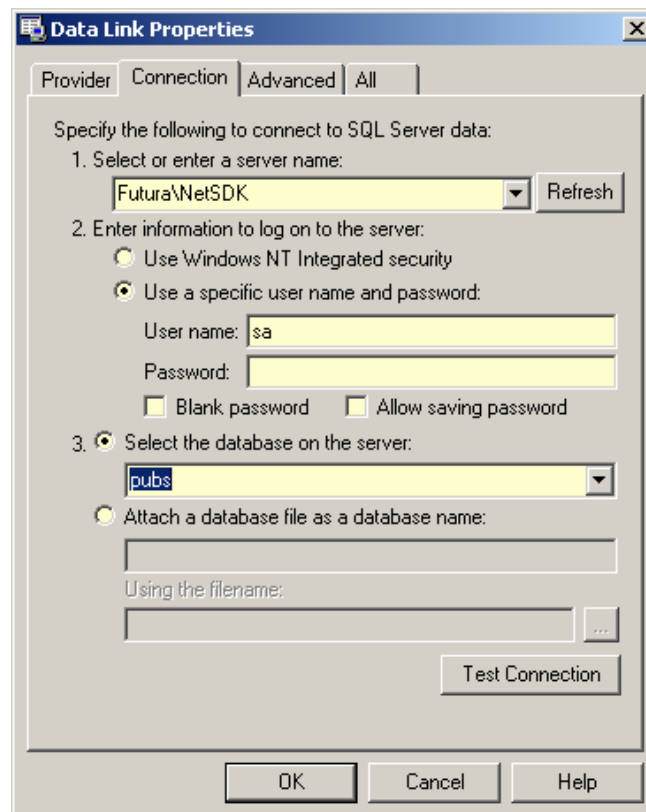 Data Link Properties
Provider Connection Advanced All
Specify the following to connect to SQL Server data:
1. Select or enter a server name:
Futura\NetSDK Refresh
2. Enter information to log on to the server:
Use Windows NT Integrated security
Use a specific user name and password:
User name: sa
Password:
Blank password Allow saving password
3. Select the database on the server:
pubs
Attach a database file as a database name:
Using the filename:
...
Test Connection
OK Cancel Help